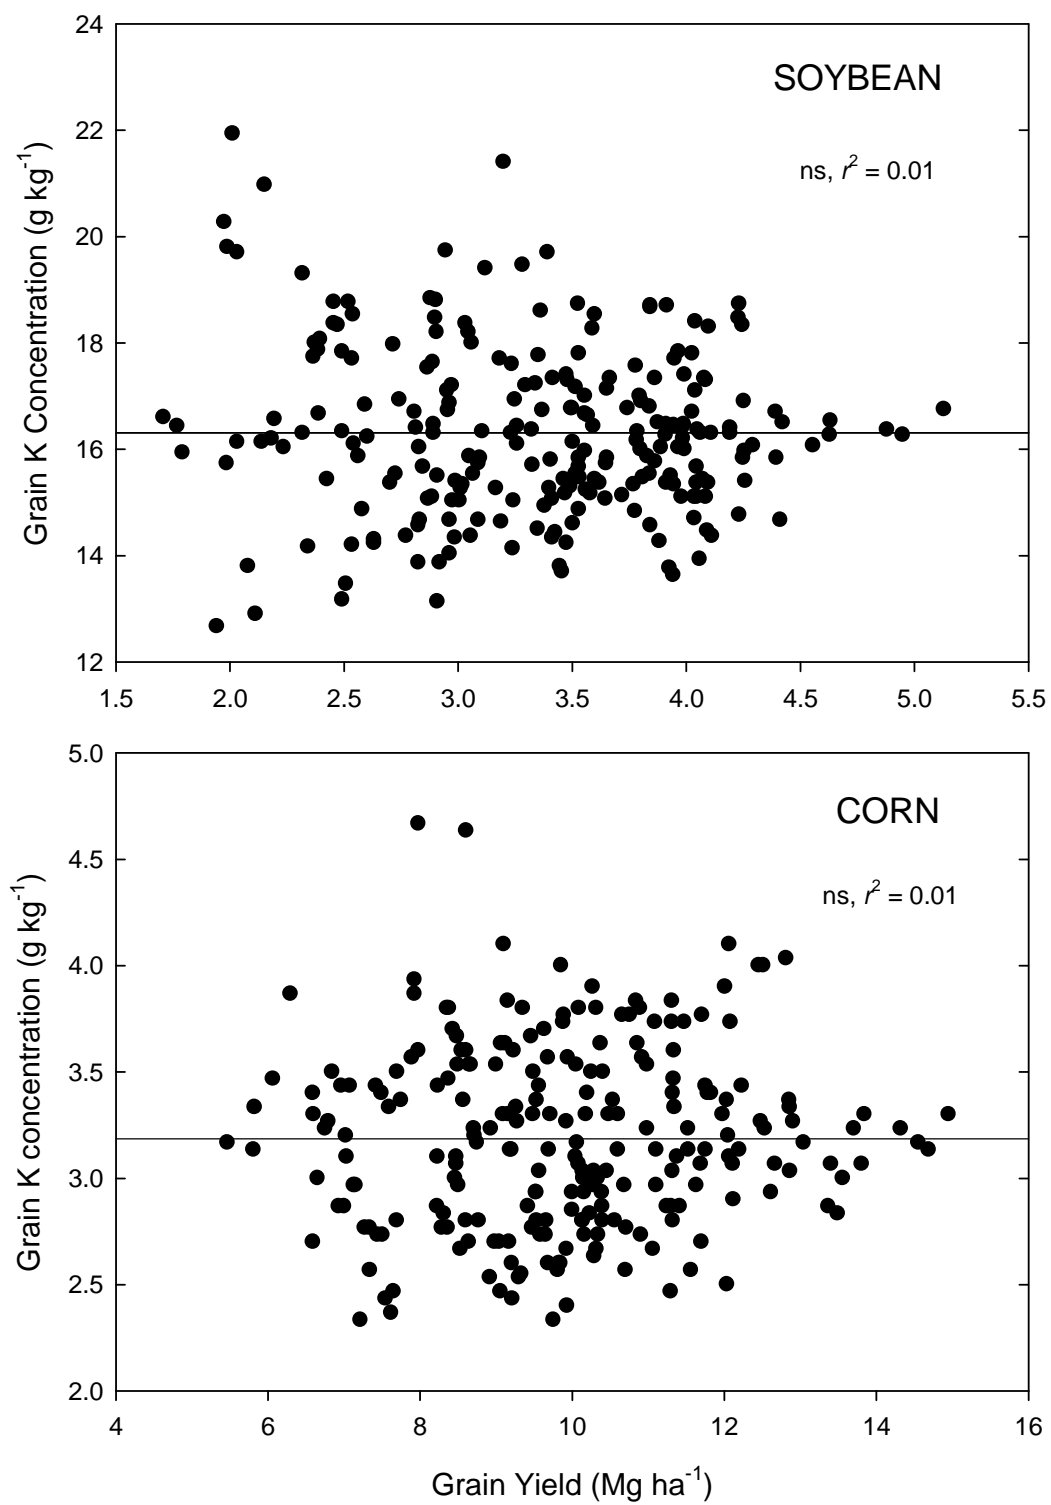 24
SOYBEAN
22
ns, r² = 0.01
20
18
16
14
12
Grain K Concentration (g kg⁻¹)
1.5 2.0 2.5 3.0 3.5 4.0 4.5 5.0 5.5
5.0
CORN
4.5
ns, r² = 0.01
4.0
3.5
3.0
2.5
2.0
Grain K concentration (g kg⁻¹)
4 6 8 10 12 14 16
Grain Yield (Mg ha⁻¹)